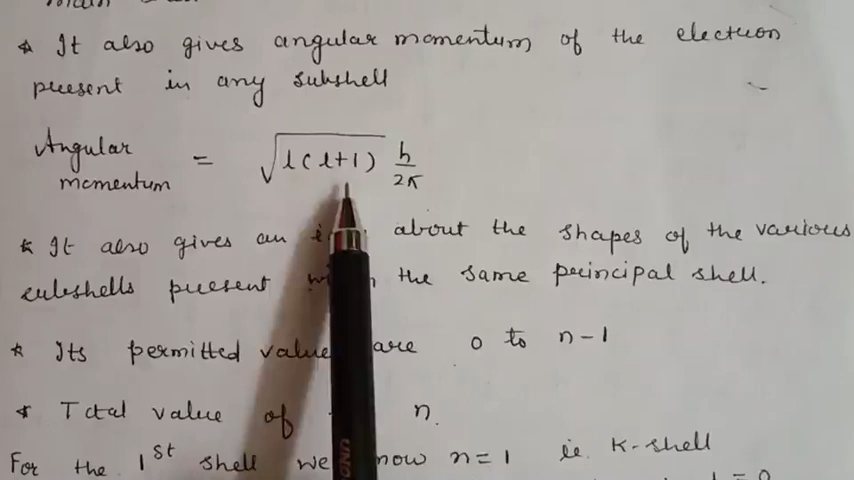 * It also gives angular momentum of the electron
present in any subshell
Angular momentum = √l(l+1) h/2π
* It also gives an about the shapes of the various
subshells present the same principal shell.
* Its permitted values are 0 to n-1
* Total value of n.
For the 1st shell we know n=1 ie. K-shell